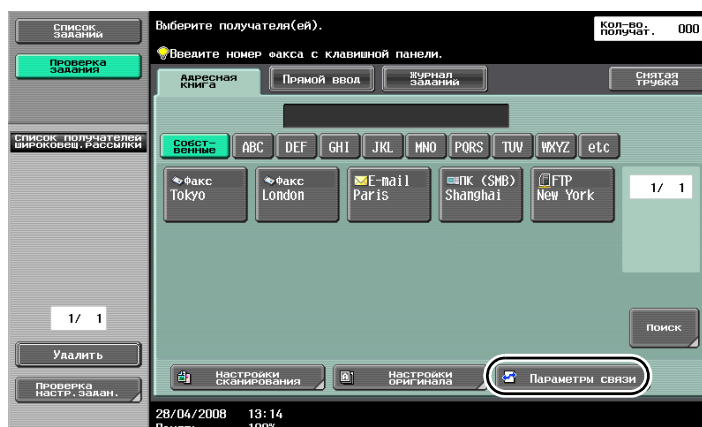 Список
заданий
Проверка
задания
Список получателей
широковещ.рассылки
1/ 1
Удалить
Проверка
настр.задан.
Выберите получателя(ей).
Кол-во.
получат. 000
Введите номер факса с клавишной панели.
Адресная
книга
Прямой ввод
Журнал
заданий
Снятая
трубка
Собст-
венные
ABC
DEF
GHI
JKL
MNO
PQRS
TUV
WXYZ
etc
Факс
Tokyo
Факс
London
E-mail
Paris
ПК (SMB)
Shanghai
FTP
New York
1/ 1
Поиск
Настройки
сканирования
Настройки
оригинала
Параметры связи
28/04/2008 13:14
Память 100%